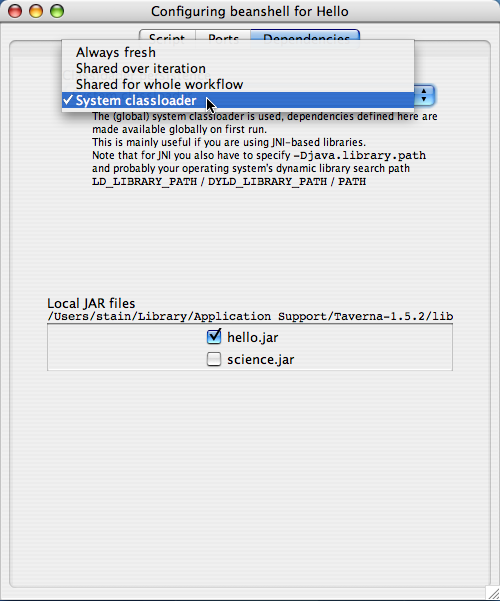 Configuring beanshell for Hello
Script Ports Dependencies
Always fresh
Shared over iteration
Shared for whole workflow
✓System classloader
The (global) system classloader is used, dependencies defined here are
made available globally on first run.
This is mainly useful if you are using JNI-based libraries.
Note that for JNI you also have to specify -Djava.library.path
and probably your operating system's dynamic library search path
LD_LIBRARY_PATH / DYLD_LIBRARY_PATH / PATH
Local JAR files
/Users/stain/Library/Application Support/Taverna-1.5.2/lib
hello.jar
science.jar